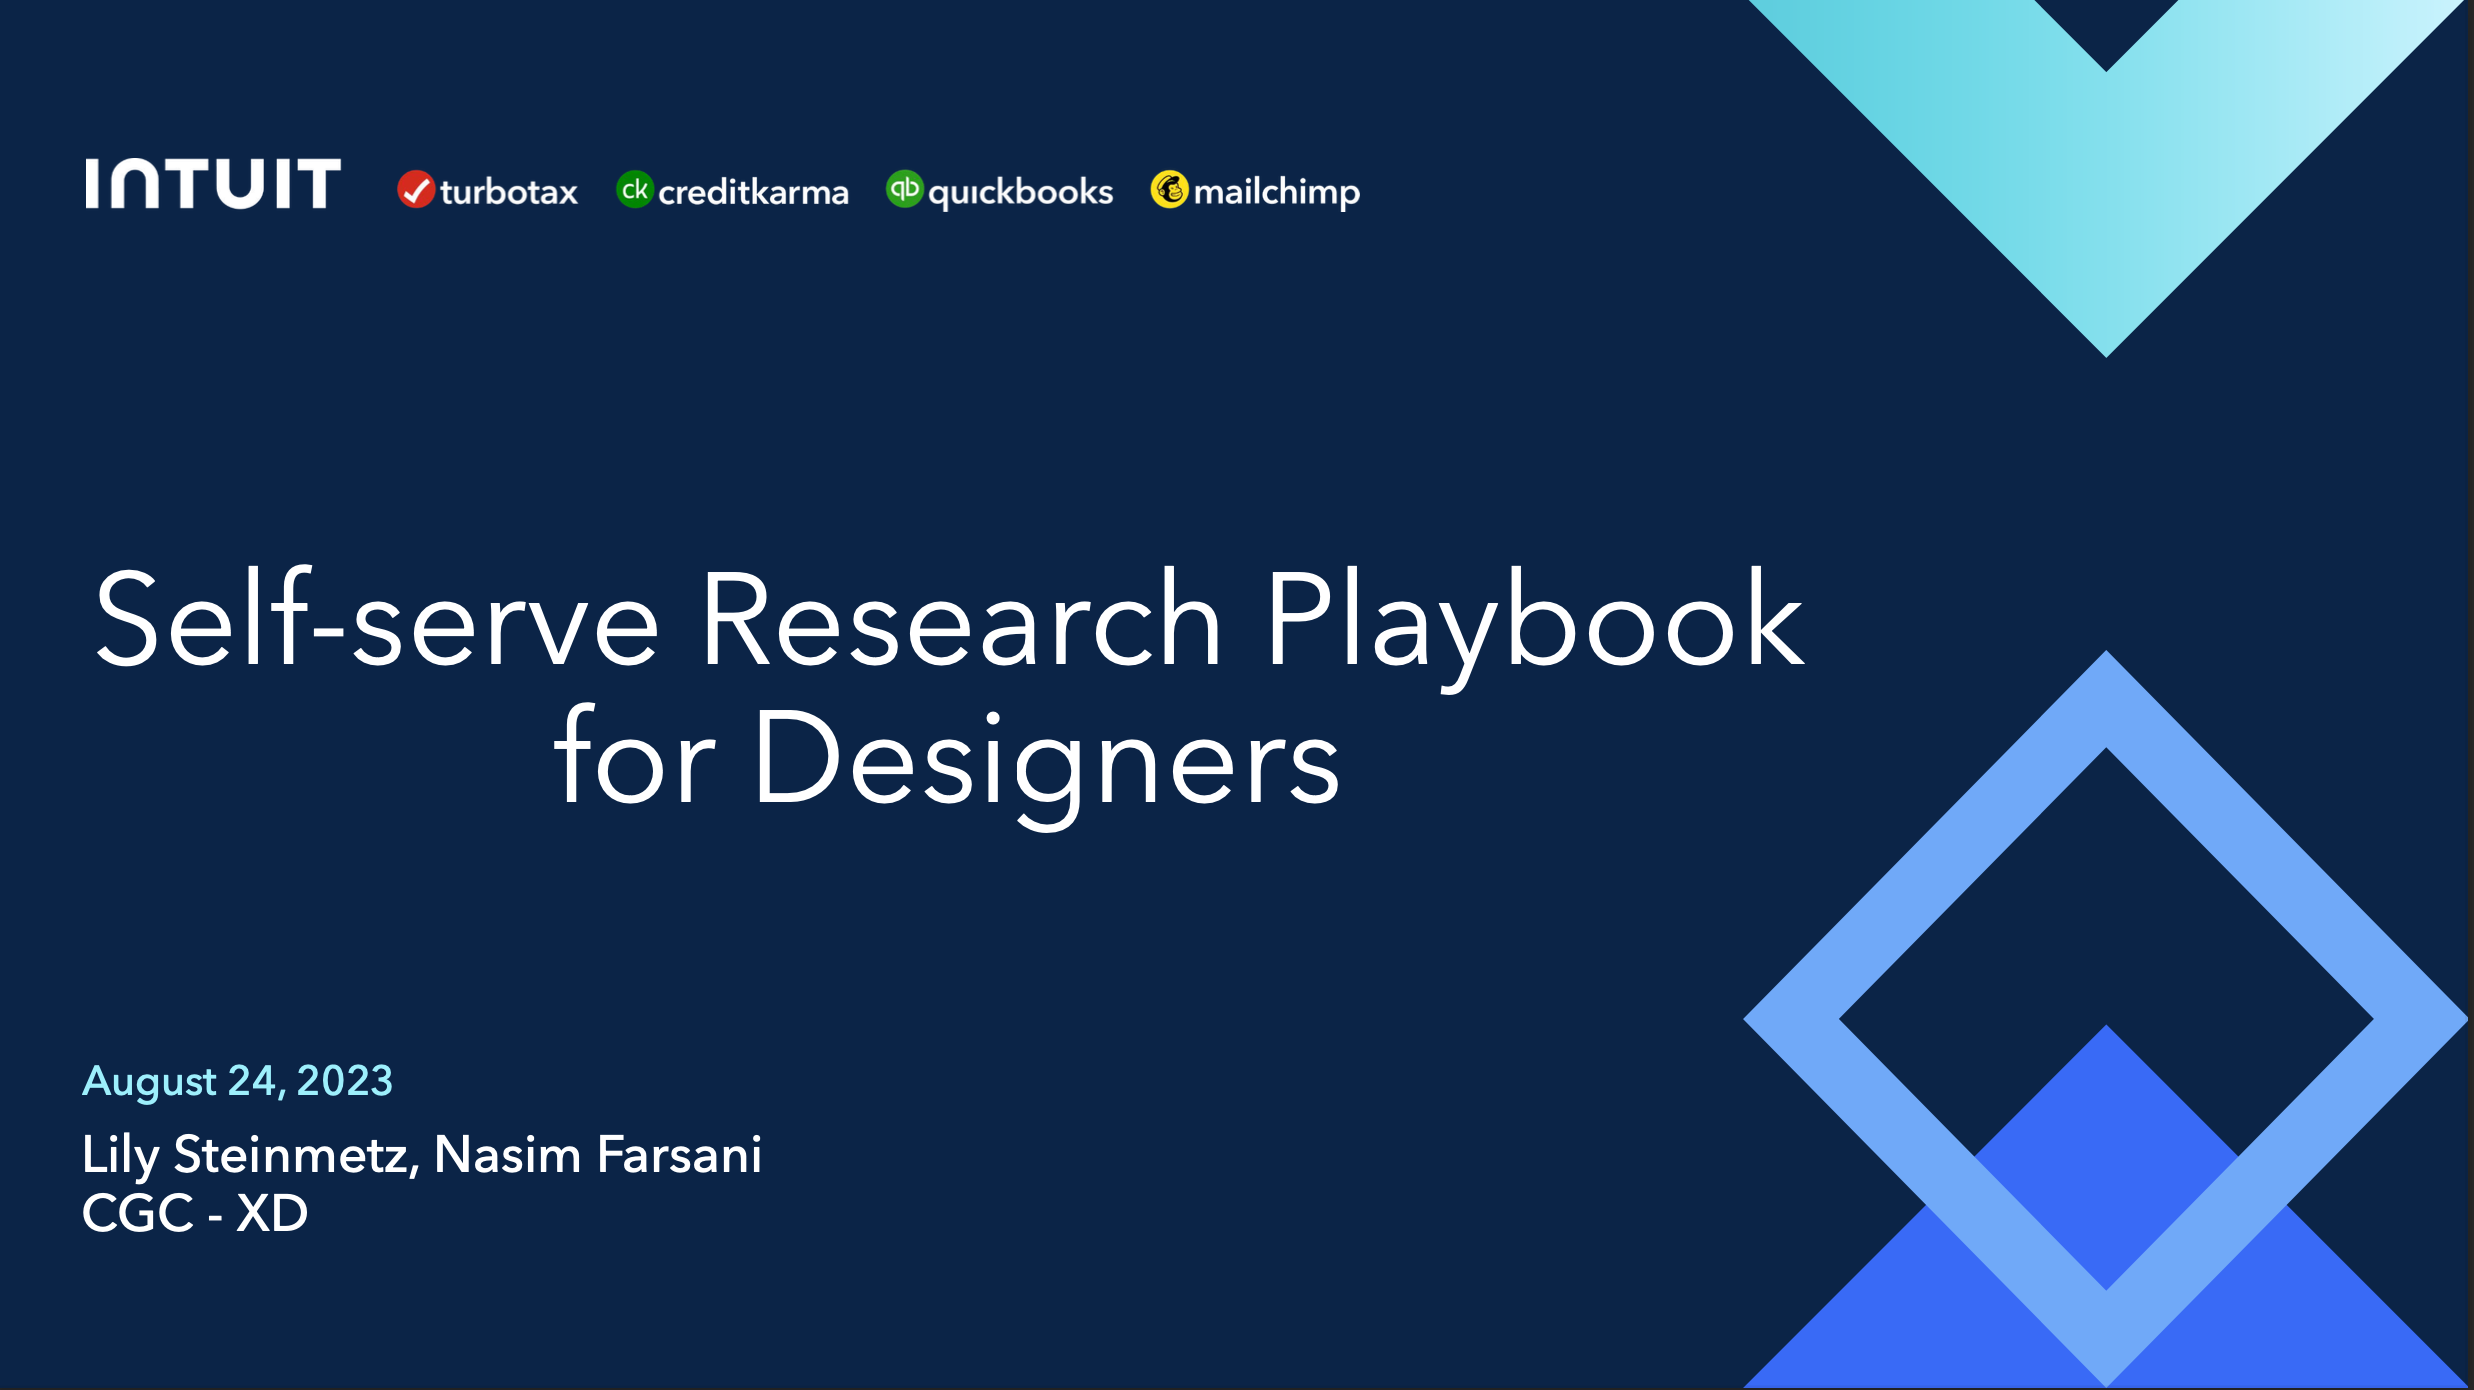 INTUIT turbotax ck creditkarma qb quickbooks mailchimp
Self-serve Research Playbook
for Designers
August 24, 2023
Lily Steinmetz, Nasim Farsani
CGC - XD